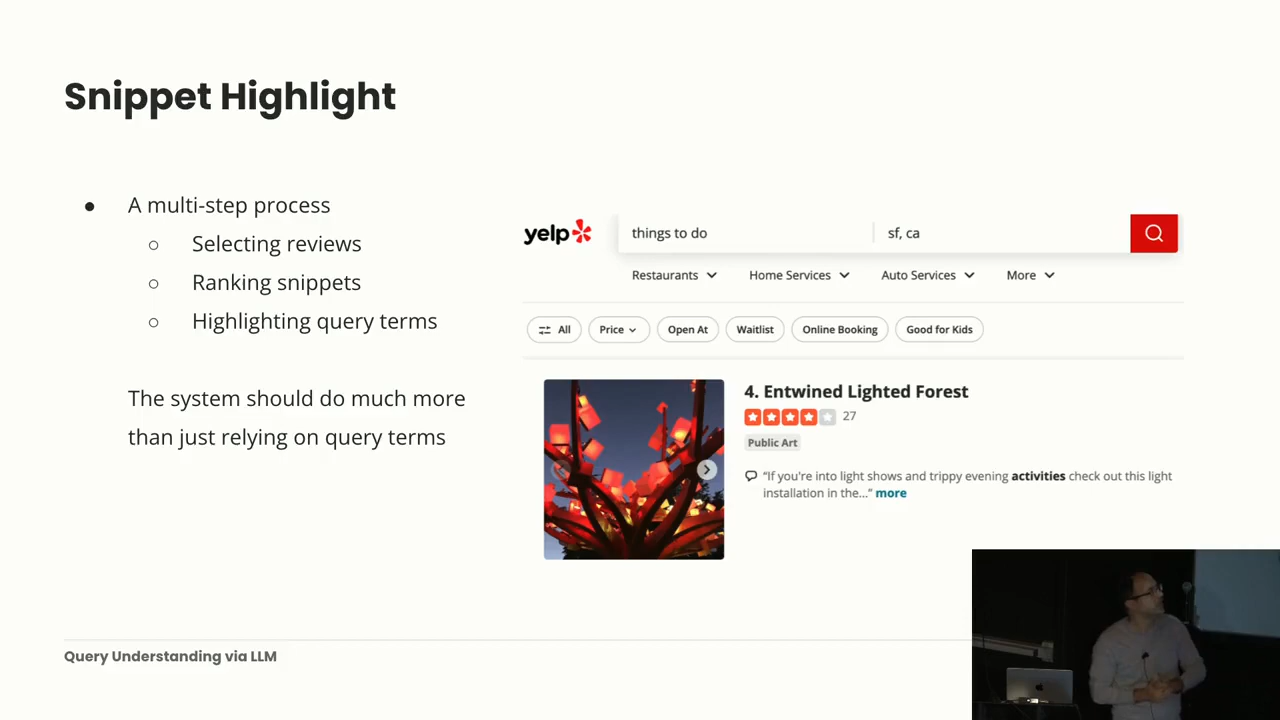 Snippet Highlight
● A multi-step process
○ Selecting reviews
○ Ranking snippets
○ Highlighting query terms
The system should do much more
than just relying on query terms
yelp
things to do
sf, ca
Restaurants
Home Services
Auto Services
More
All
Price
Open At
Waitlist
Online Booking
Good for Kids
4. Entwined Lighted Forest
27
Public Art
“If you're into light shows and trippy evening activities check out this light
installation in the...” more
Query Understanding via LLM